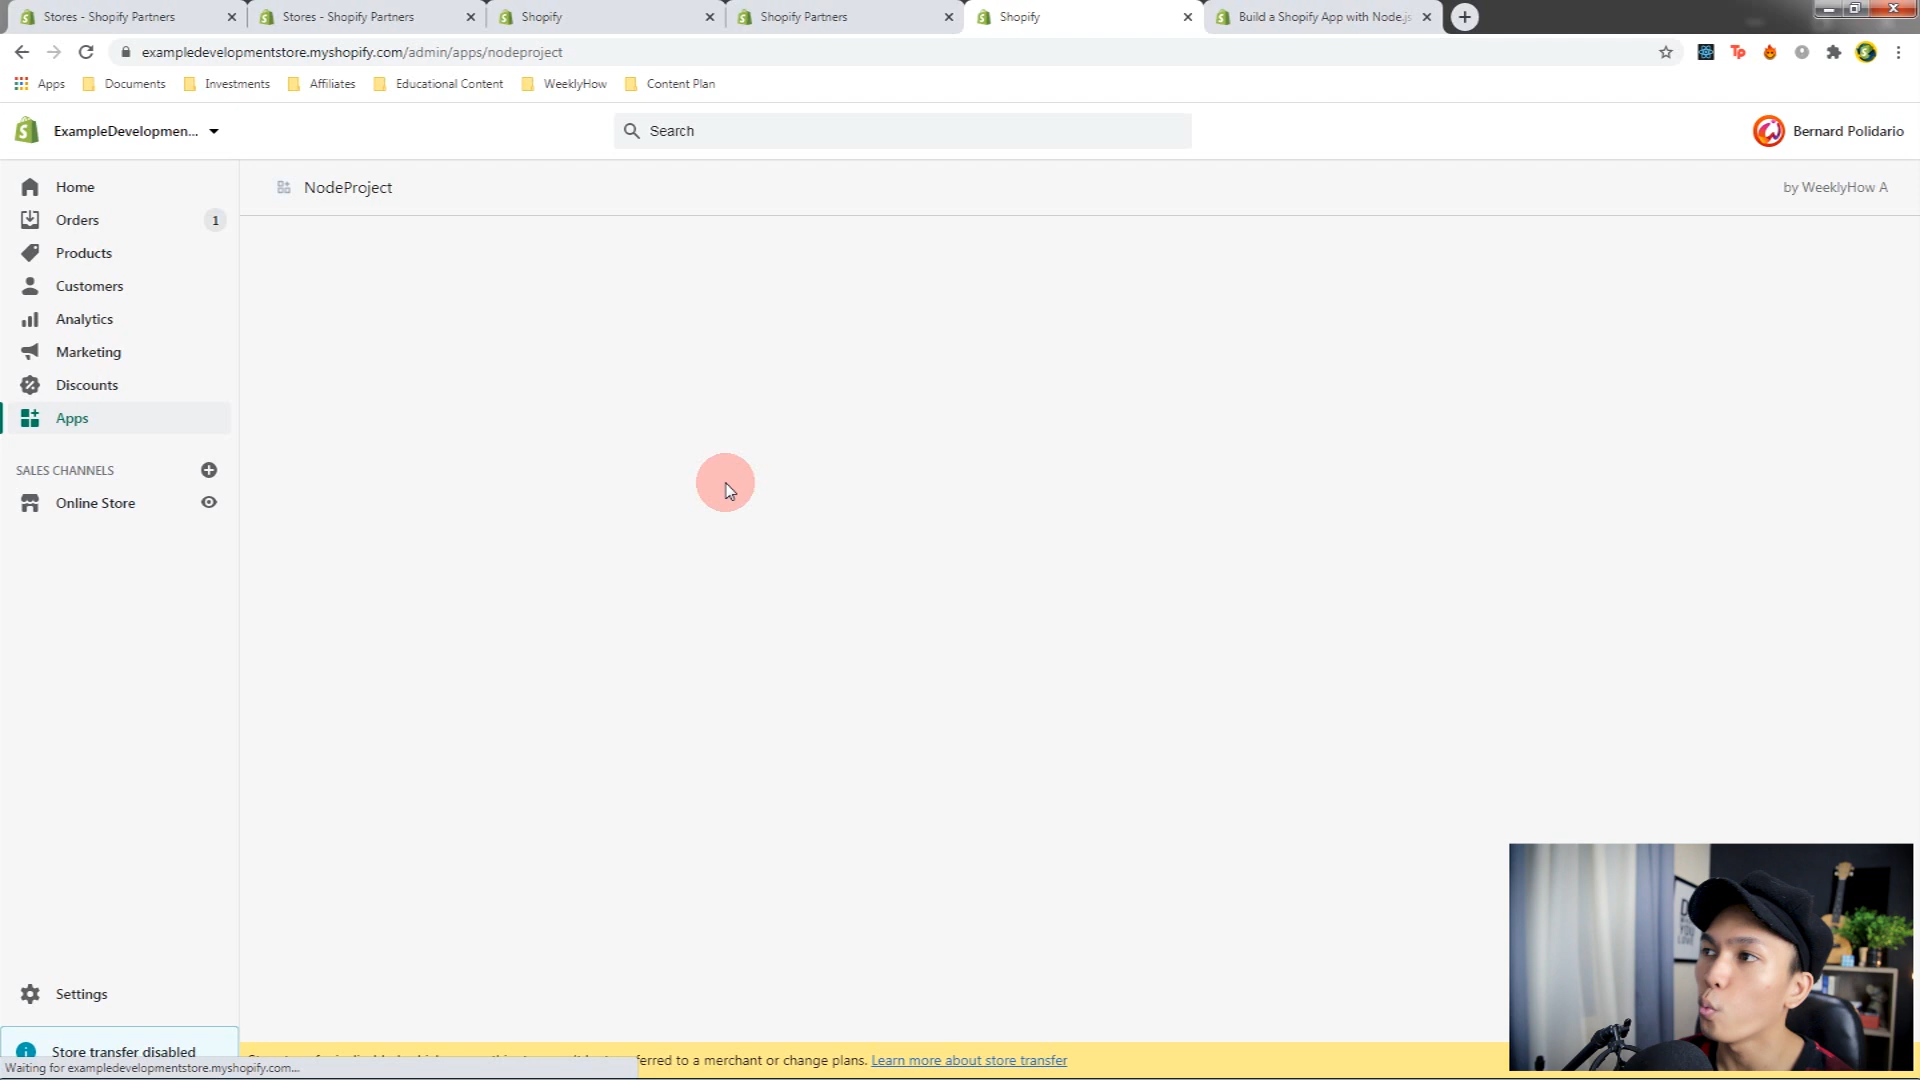 Stores - Shopify Partners
Stores - Shopify Partners
Shopify
Shopify Partners
Shopify
Build a Shopify App with Node.js
exampledevelopmentstore.myshopify.com/admin/apps/nodeproject
Tp
Apps
Documents
Investments
Affiliates
Educational Content
WeeklyHow
Content Plan
ExampleDevelopmen...
Search
Bernard Polidario
Home
NodeProject
by WeeklyHow A
Orders
1
Products
Customers
Analytics
Marketing
Discounts
Apps
SALES CHANNELS
Online Store
Settings
Store transfer disabled
ferred to a merchant or change plans. Learn more about store transfer
Waiting for exampledevelopmentstore.myshopify.com...